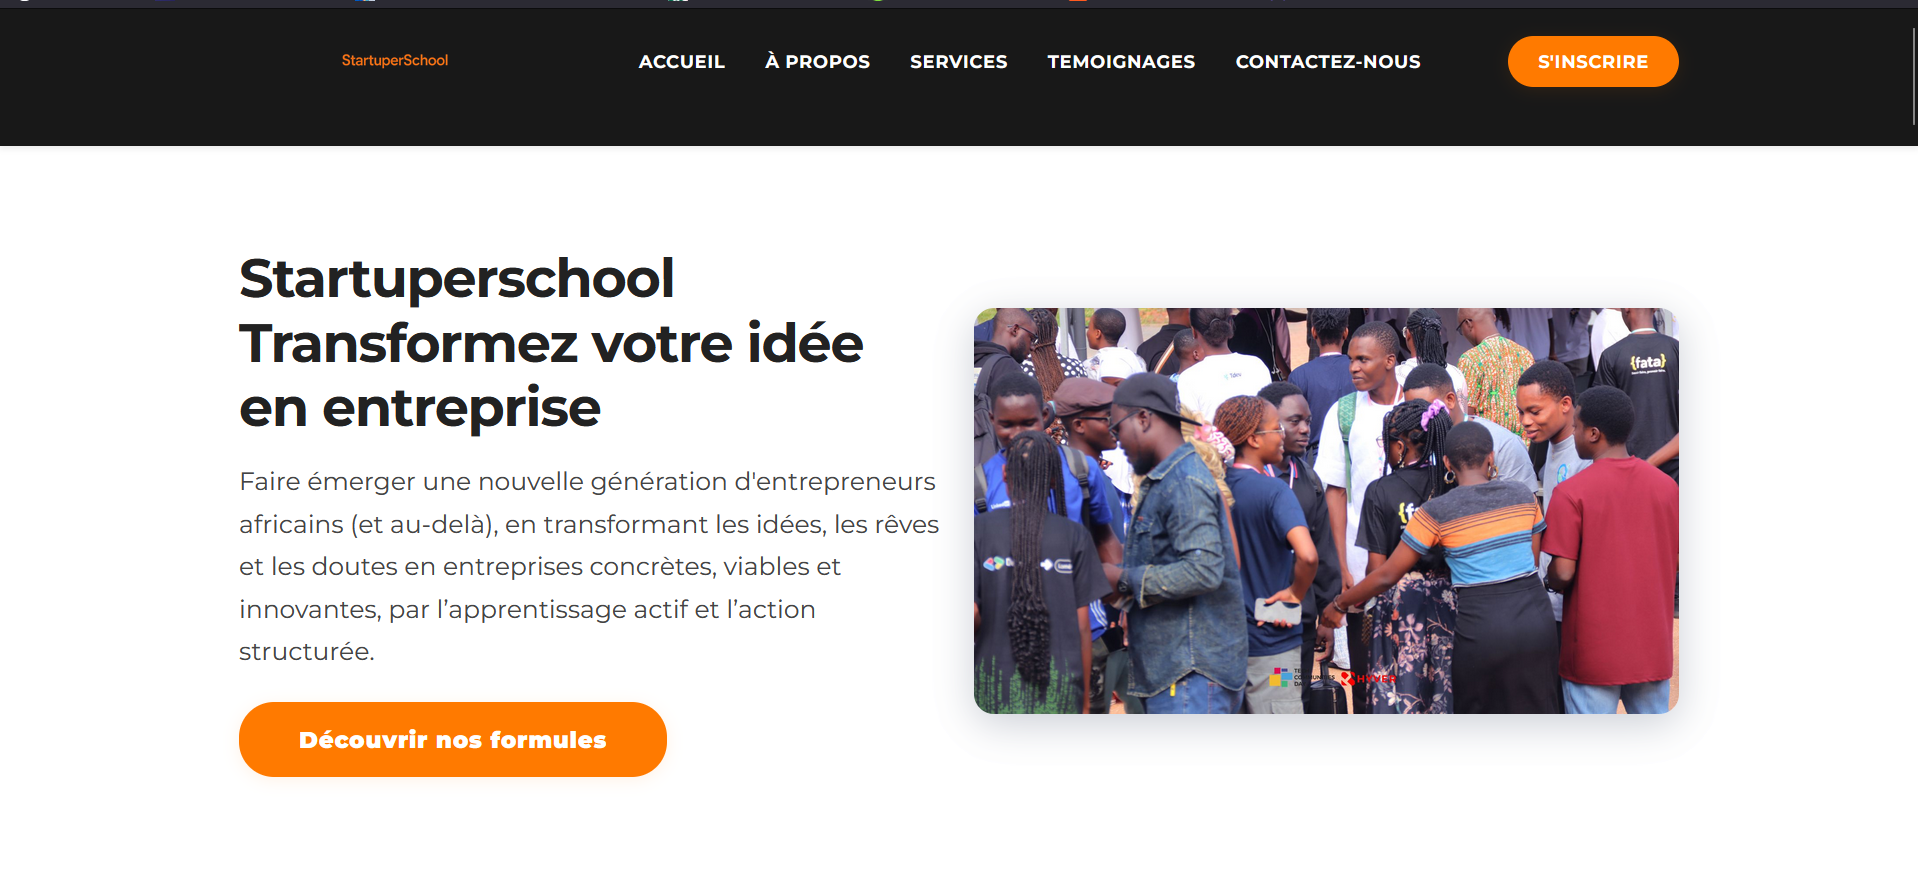 StartuperSchool
ACCUEIL À PROPOS SERVICES TEMOIGNAGES CONTACTEZ-NOUS
S'INSCRIRE
Startuperschool
Transformez votre idée
en entreprise
Faire émerger une nouvelle génération d'entrepreneurs
africains (et au-delà), en transformant les idées, les rêves
et les doutes en entreprises concrètes, viables et
innovantes, par l’apprentissage actif et l’action
structurée.
Découvrir nos formules
{fata}